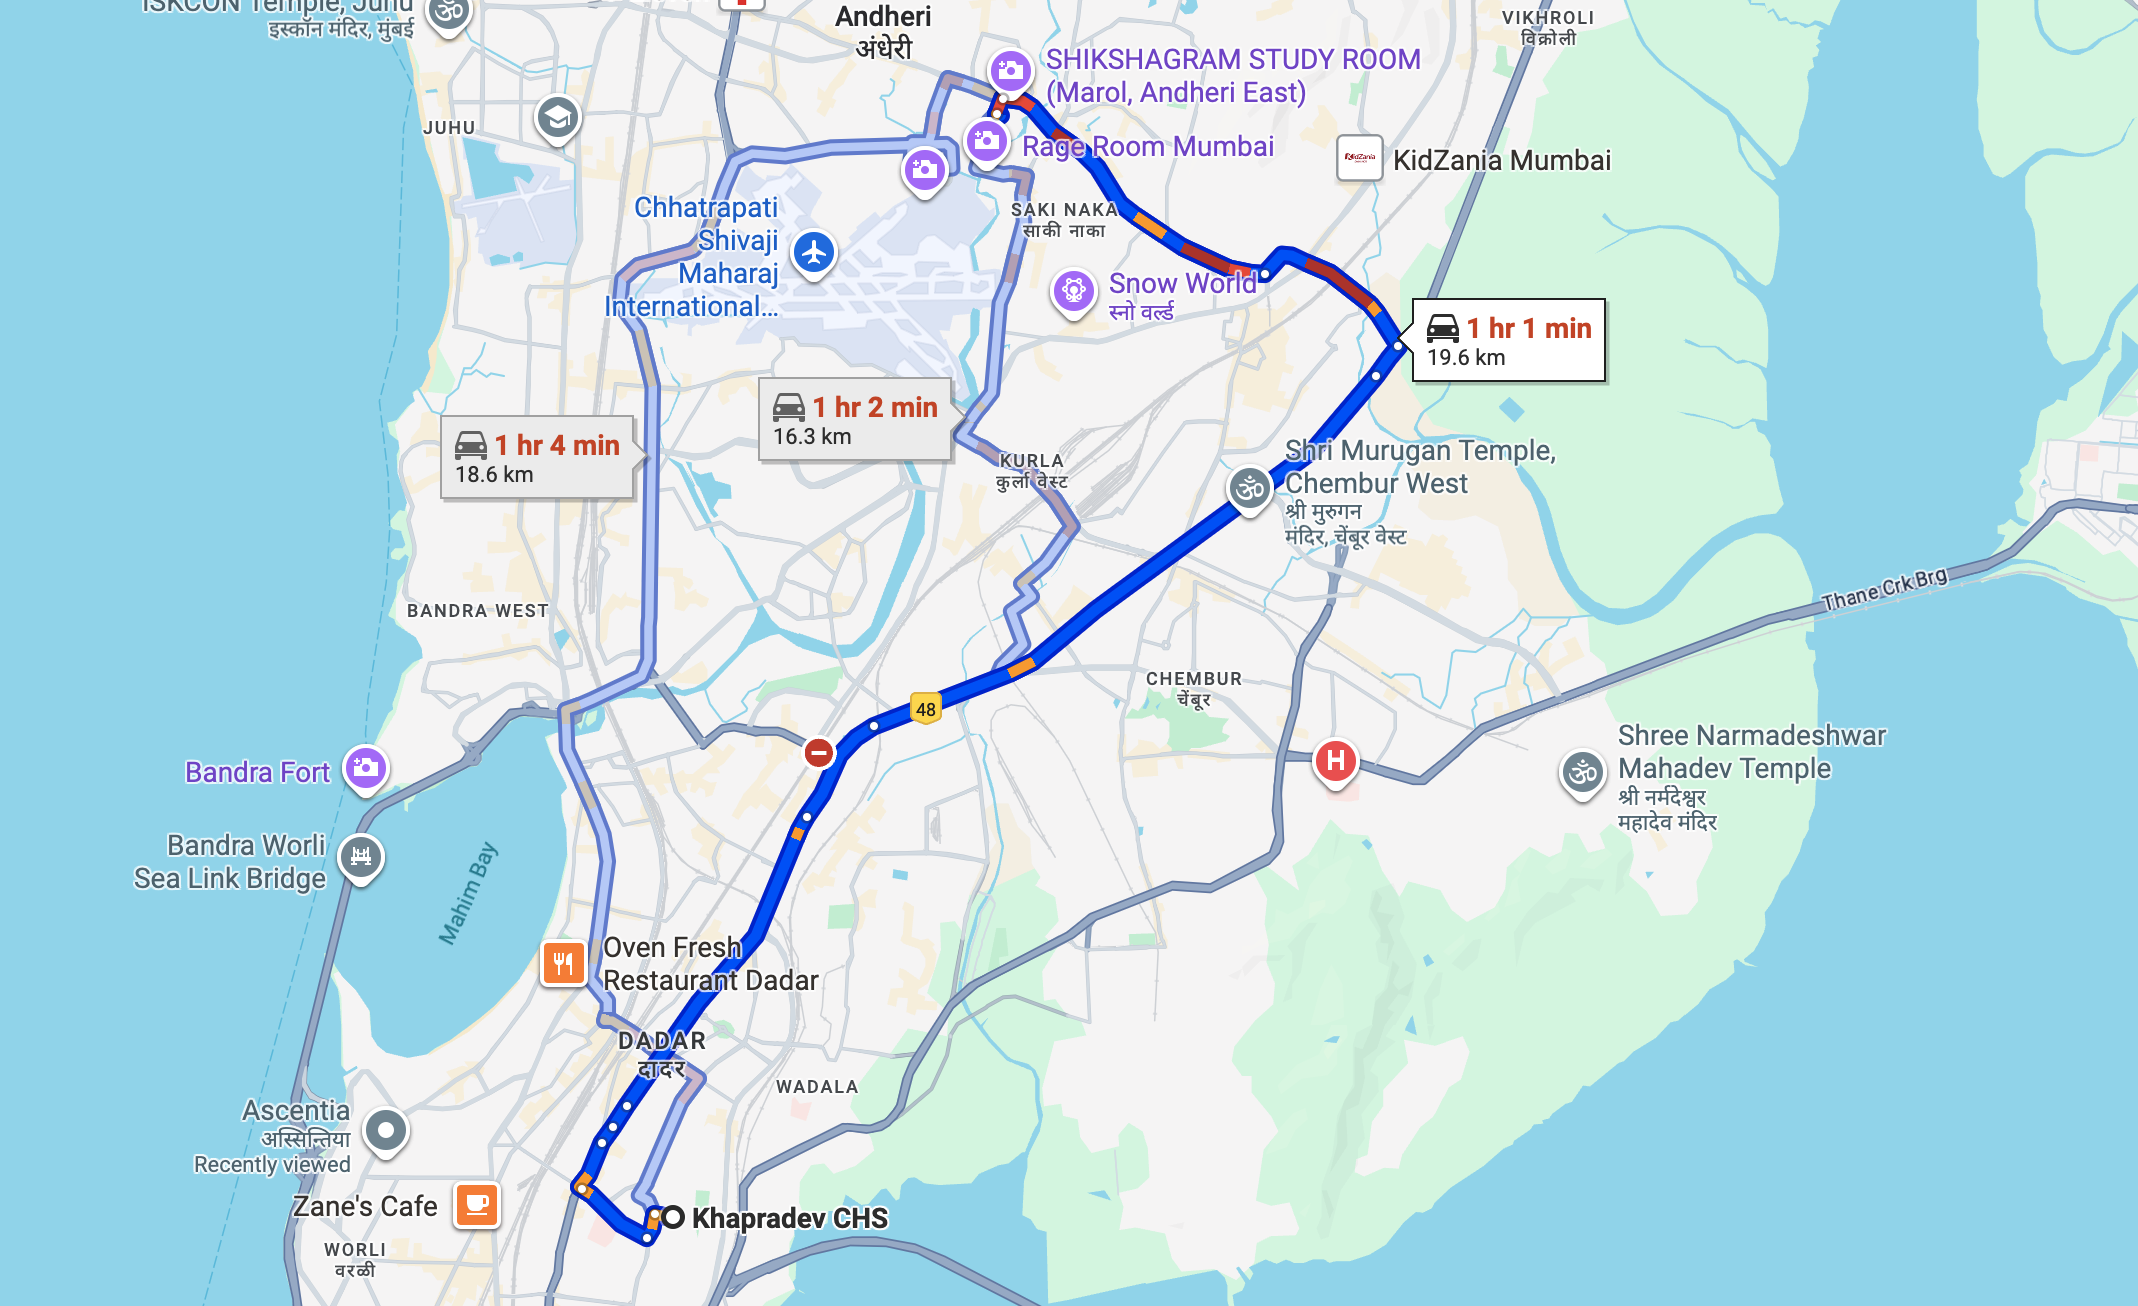 ISKCON Temple, Juhu
इस्कॉन मंदिर, मुंबई
Andheri
अंधेरी
VIKHROLI
विक्रोली
SHIKSHAGRAM STUDY ROOM
(Marol, Andheri East)
JUHU
Rage Room Mumbai
KidZania
KidZania Mumbai
Chhatrapati
Shivaji
Maharaj
International...
SAKI NAKA
साकी नाका
Snow World
स्नो वर्ल्ड
1 hr 1 min
19.6 km
1 hr 2 min
16.3 km
1 hr 4 min
18.6 km
KURLA
कुर्ला वेस्ट
Shri Murugan Temple,
Chembur West
श्री मुरुगन
मंदिर, चेंबूर वेस्ट
Thane Crk Brg
BANDRA WEST
CHEMBUR
चेंबूर
48
Bandra Fort
H
Shree Narmadeshwar
Mahadev Temple
श्री नर्मदेश्वर
महादेव मंदिर
Bandra Worli
Sea Link Bridge
Mahim Bay
Oven Fresh
Restaurant Dadar
DADAR
दादर
WADALA
Ascentia
अस्सिन्तिया
Recently viewed
Zane's Cafe
Khapradev CHS
WORLI
वरळी